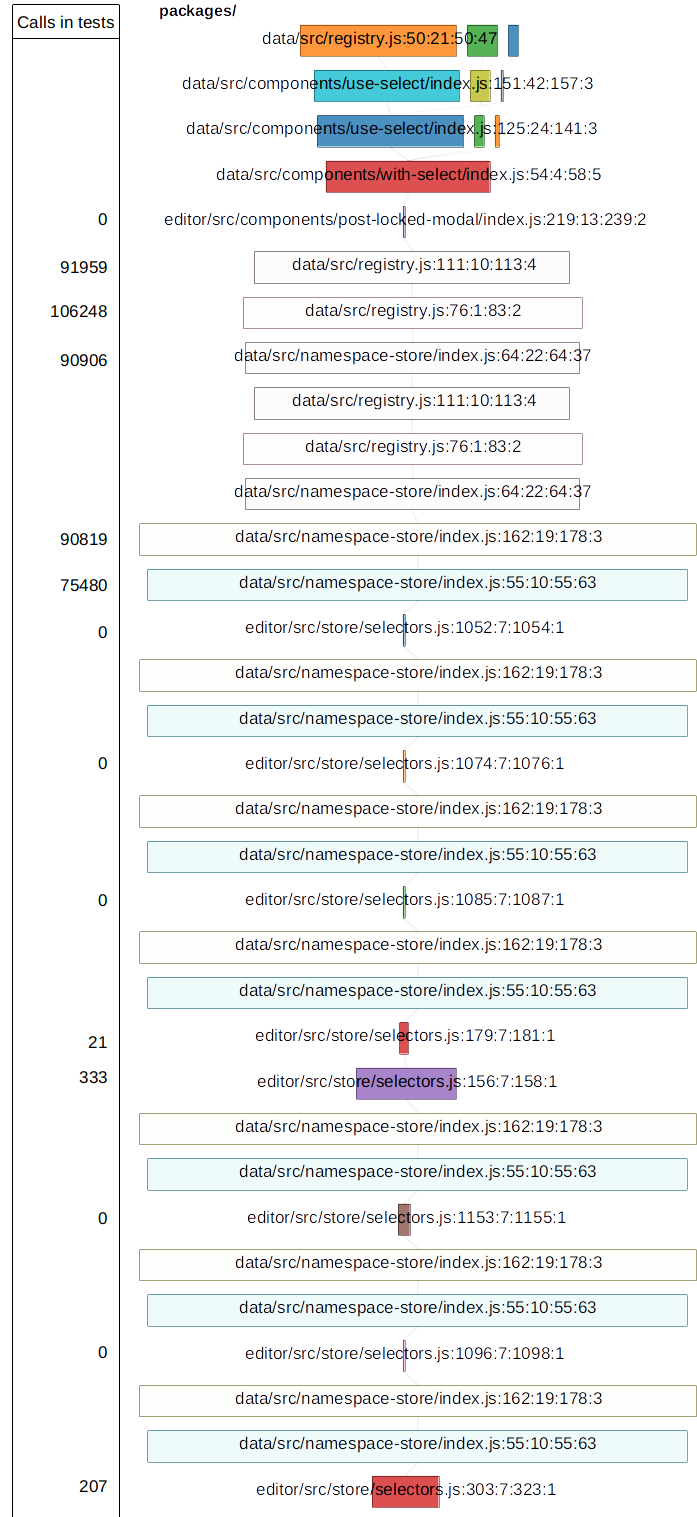 packages/
Calls in tests
data/src/registry.js:50:21:50:47
data/src/components/use-select/index.js:151:42:157:3
data/src/components/use-select/index.js:125:24:141:3
data/src/components/with-select/index.js:54:4:58:5
0 editor/src/components/post-locked-modal/index.js:219:13:239:2
91959 data/src/registry.js:111:10:113:4
106248 data/src/registry.js:76:1:83:2
90906 data/src/namespace-store/index.js:64:22:64:37
data/src/registry.js:111:10:113:4
data/src/registry.js:76:1:83:2
data/src/namespace-store/index.js:64:22:64:37
90819 data/src/namespace-store/index.js:162:19:178:3
75480 data/src/namespace-store/index.js:55:10:55:63
0 editor/src/store/selectors.js:1052:7:1054:1
data/src/namespace-store/index.js:162:19:178:3
data/src/namespace-store/index.js:55:10:55:63
0 editor/src/store/selectors.js:1074:7:1076:1
data/src/namespace-store/index.js:162:19:178:3
data/src/namespace-store/index.js:55:10:55:63
0 editor/src/store/selectors.js:1085:7:1087:1
data/src/namespace-store/index.js:162:19:178:3
data/src/namespace-store/index.js:55:10:55:63
21 editor/src/store/selectors.js:179:7:181:1
333 editor/src/store/selectors.js:156:7:158:1
data/src/namespace-store/index.js:162:19:178:3
data/src/namespace-store/index.js:55:10:55:63
0 editor/src/store/selectors.js:1153:7:1155:1
data/src/namespace-store/index.js:162:19:178:3
data/src/namespace-store/index.js:55:10:55:63
0 editor/src/store/selectors.js:1096:7:1098:1
data/src/namespace-store/index.js:162:19:178:3
data/src/namespace-store/index.js:55:10:55:63
207 editor/src/store/selectors.js:303:7:323:1